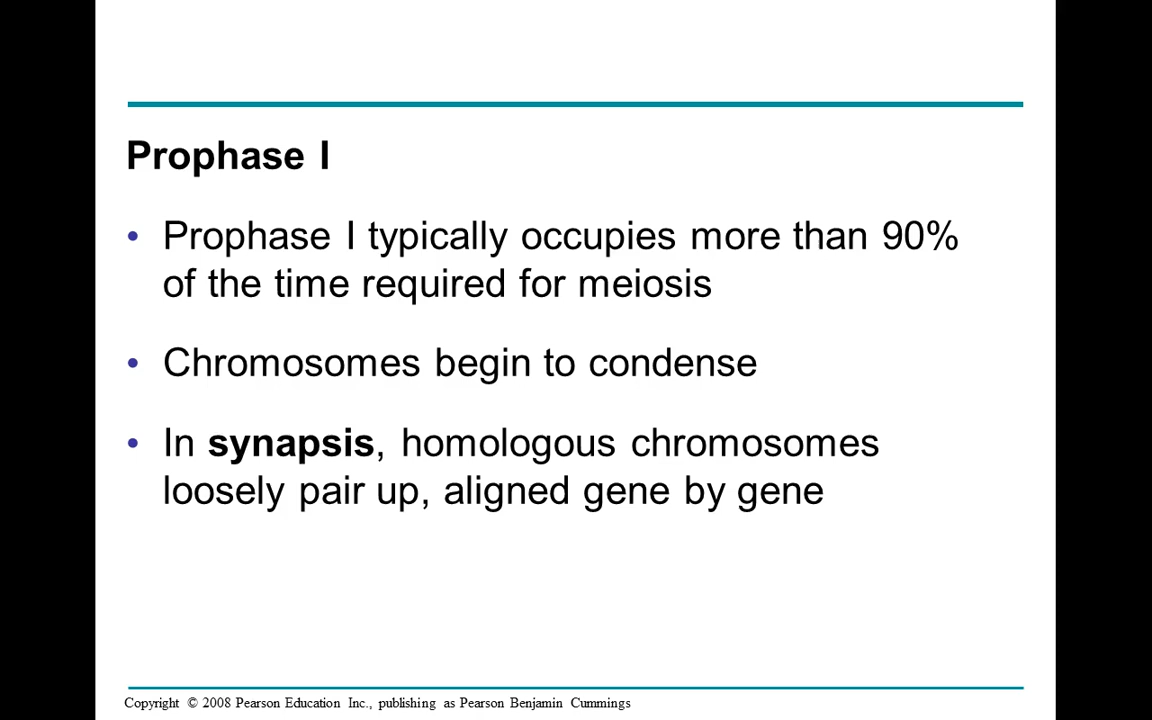 Prophase I
• Prophase I typically occupies more than 90%
of the time required for meiosis
• Chromosomes begin to condense
• In synapsis, homologous chromosomes
loosely pair up, aligned gene by gene
Copyright © 2008 Pearson Education Inc., publishing as Pearson Benjamin Cummings